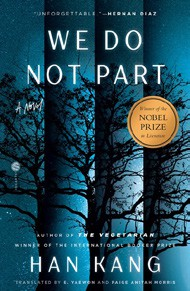 "UNFORGETTABLE."—HERNAN DIAZ
WE DO
NOT PART
A Novel
Winner of the
NOBEL
PRIZE
in Literature
AUTHOR OF THE VEGETARIAN,
WINNER OF THE INTERNATIONAL BOOKER PRIZE
HAN KANG
TRANSLATED BY E. YAEWON AND PAIGE ANIYAH MORRIS